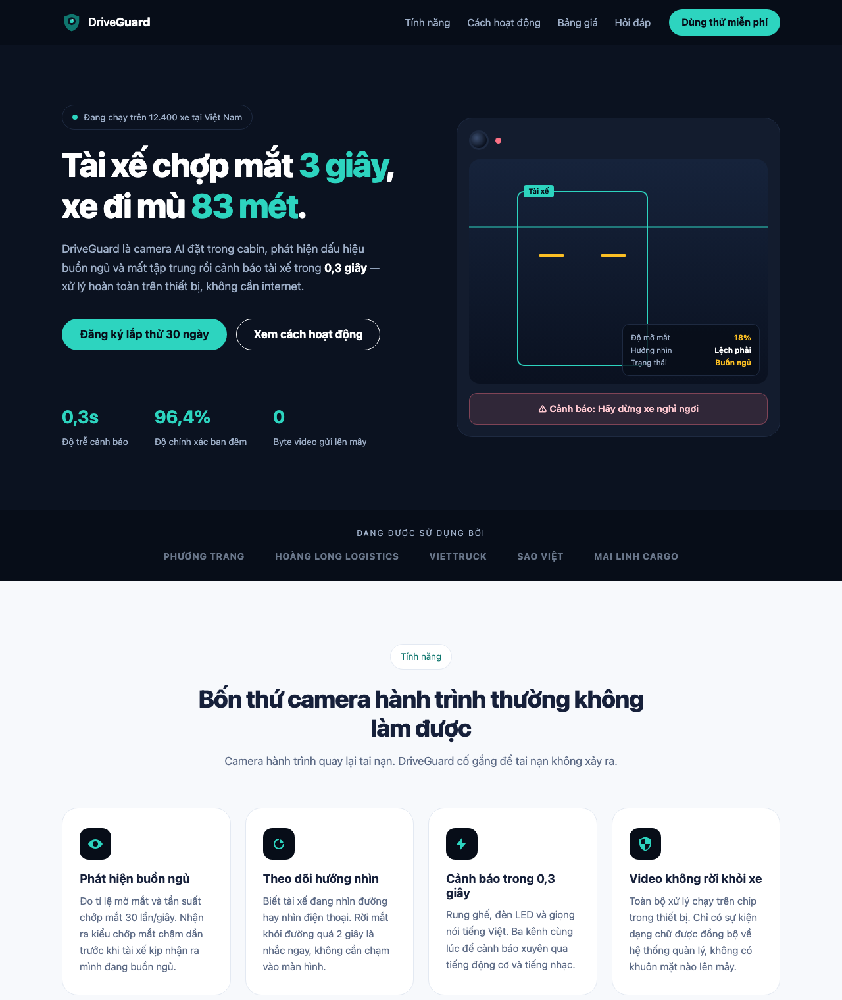 DriveGuard
Tính năng
Cách hoạt động
Bảng giá
Hỏi đáp
Dùng thử miễn phí
Đang chạy trên 12.400 xe tại Việt Nam
Tài xế chợp mắt 3 giây,
xe đi mù 83 mét.
DriveGuard là camera AI đặt trong cabin, phát hiện dấu hiệu
buồn ngủ và mất tập trung rồi cảnh báo tài xế trong 0,3 giây —
xử lý hoàn toàn trên thiết bị, không cần internet.
Đăng ký lắp thử 30 ngày
Xem cách hoạt động
0,3s
Độ trễ cảnh báo
96,4%
Độ chính xác ban đêm
0
Byte video gửi lên mây
Tài xế
Độ mở mắt 18%
Hướng nhìn Lệch phải
Trạng thái Buồn ngủ
⚠ Cảnh báo: Hãy dừng xe nghỉ ngơi
ĐANG ĐƯỢC SỬ DỤNG BỞI
PHƯƠNG TRANG
HOÀNG LONG LOGISTICS
VIETTRUCK
SAO VIỆT
MAI LINH CARGO
Tính năng
Bốn thứ camera hành trình thường không
làm được
Camera hành trình quay lại tai nạn. DriveGuard cố gắng để tai nạn không xảy ra.
Phát hiện buồn ngủ
Đo tỉ lệ mở mắt và tần suất
chớp mắt 30 lần/giây. Nhận
ra kiểu chớp mắt chậm dần
trước khi tài xế kịp nhận ra
mình đang buồn ngủ.
Theo dõi hướng nhìn
Biết tài xế đang nhìn đường
hay nhìn điện thoại. Rời mắt
khỏi đường quá 2 giây là
nhắc ngay, không cần chạm
vào màn hình.
Cảnh báo trong 0,3
giây
Rung ghế, đèn LED và giọng
nói tiếng Việt. Ba kênh cùng
lúc để cảnh báo xuyên qua
tiếng động cơ và tiếng nhạc.
Video không rời khỏi xe
Toàn bộ xử lý chạy trên chip
trong thiết bị. Chỉ có sự kiện
dạng chữ được đồng bộ về
hệ thống quản lý, không có
khuôn mặt nào lên mây.